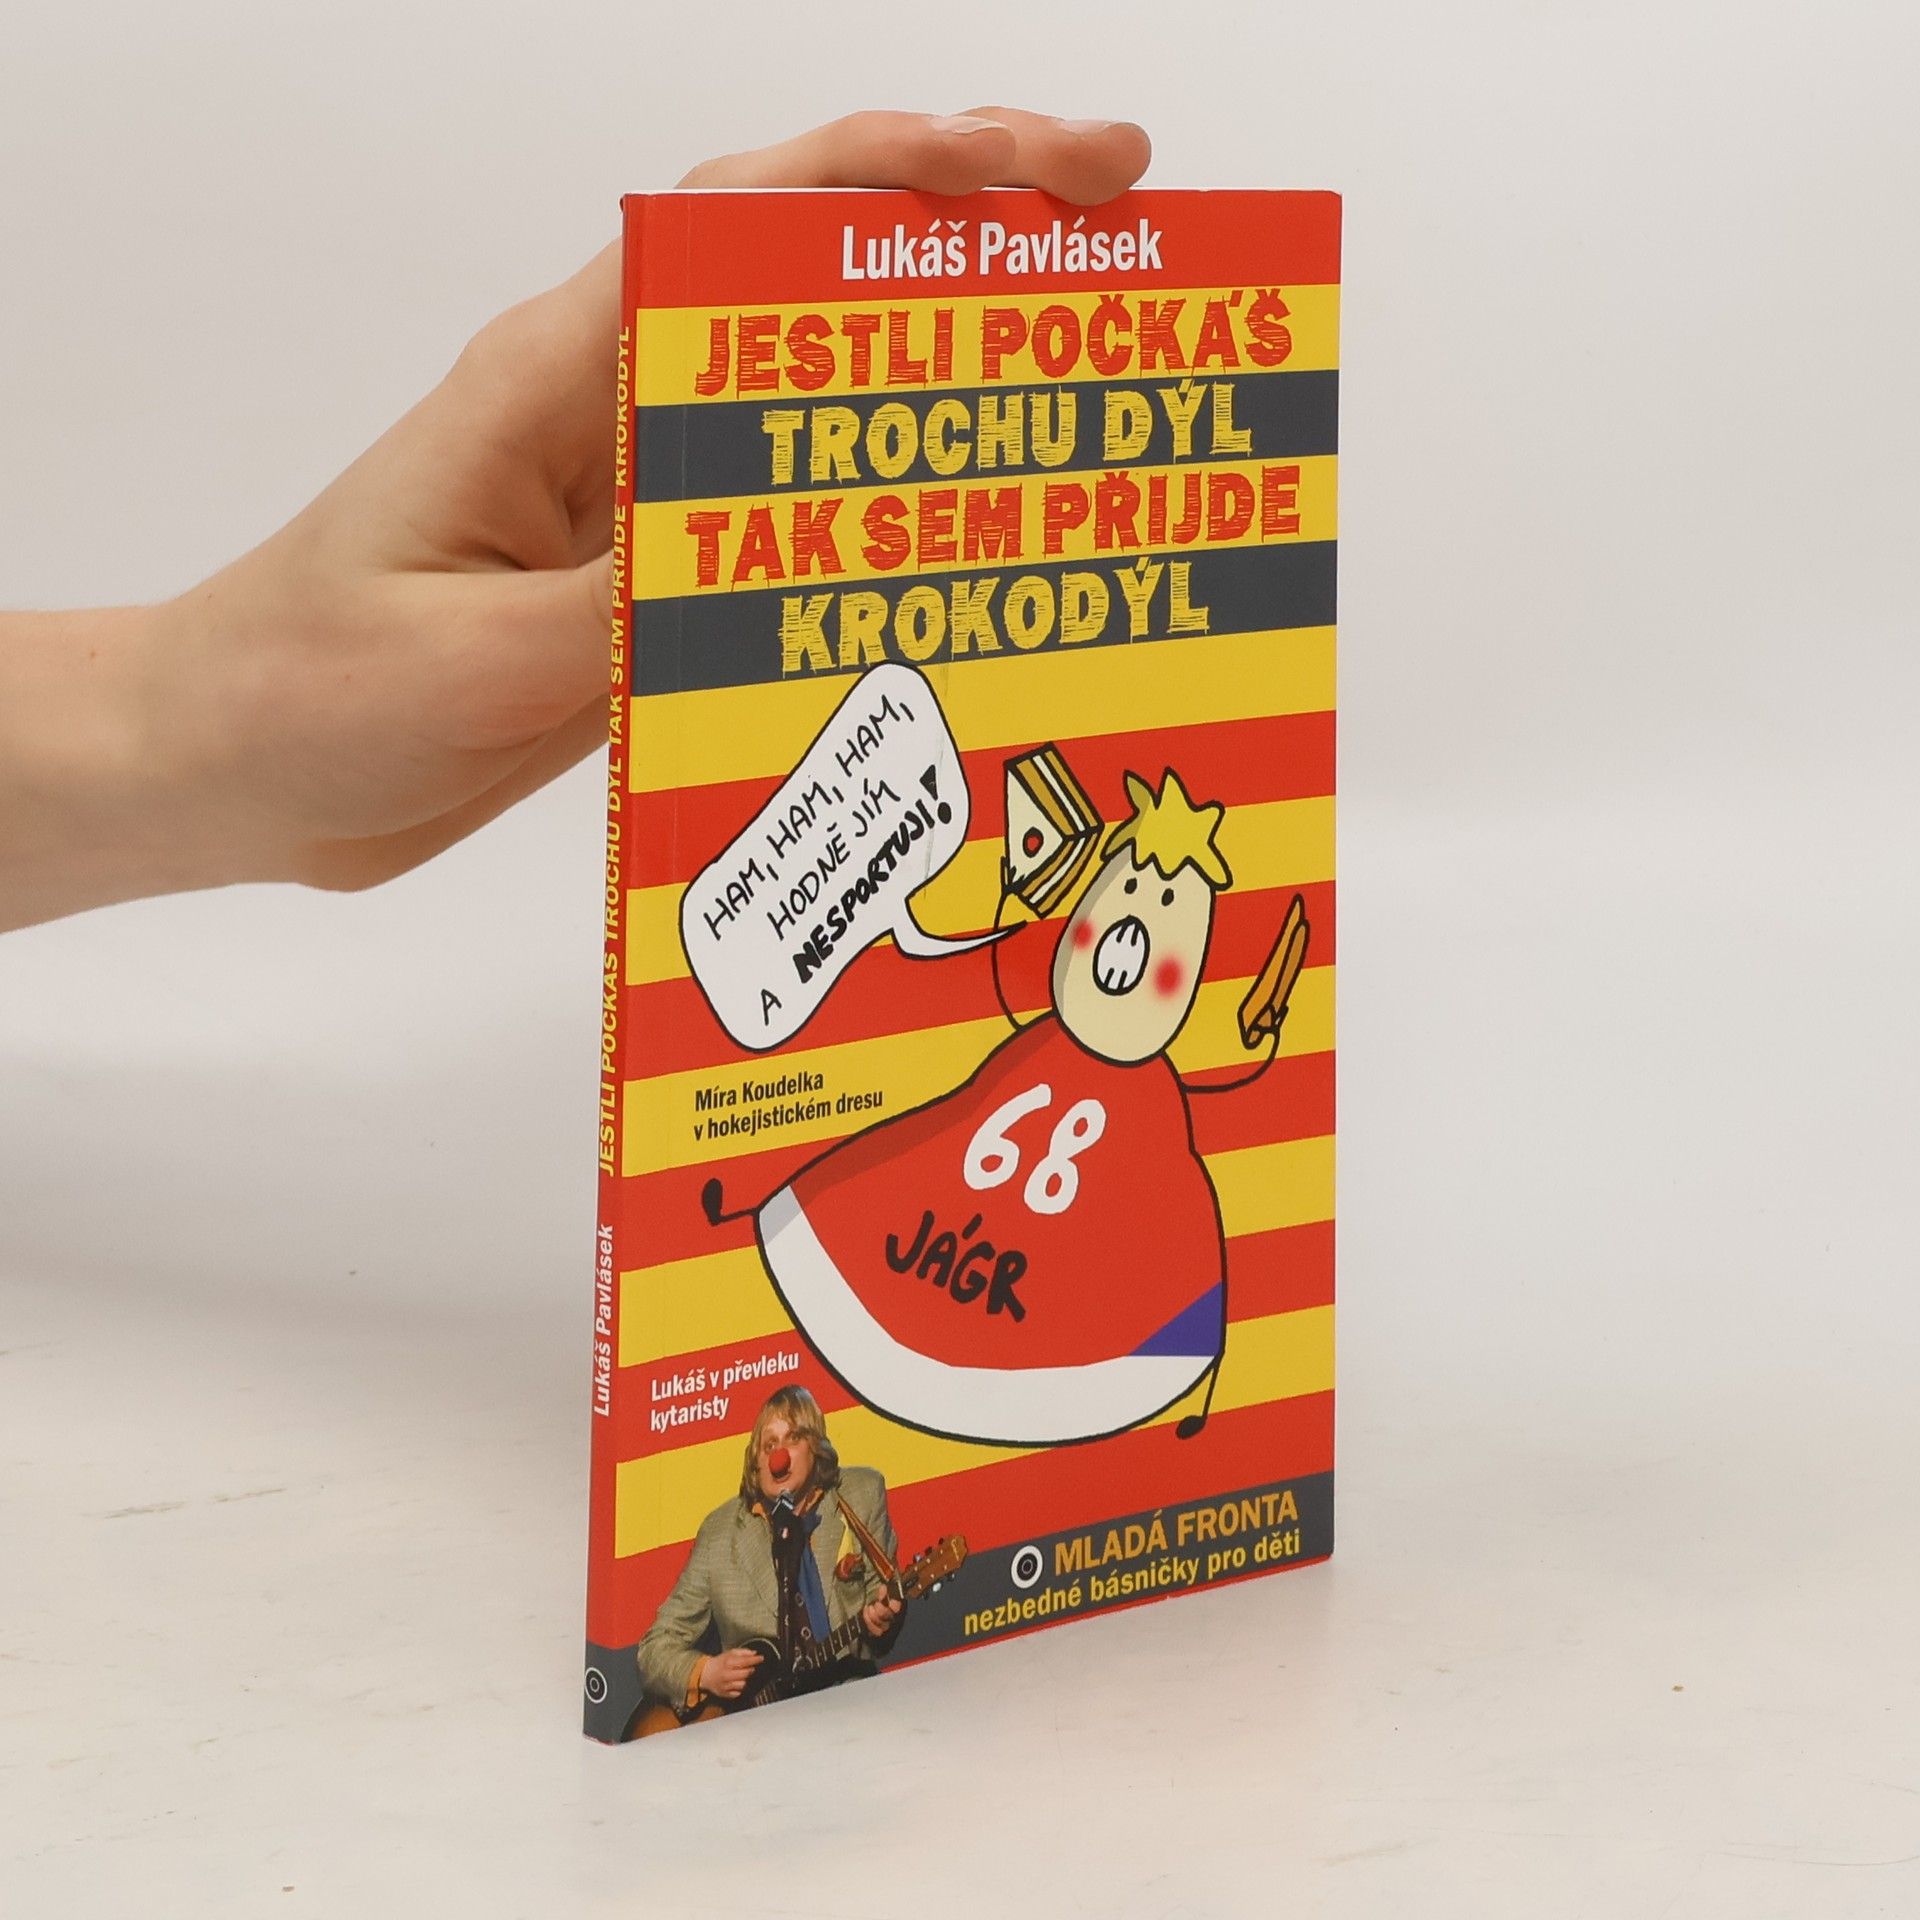 Lukáš Pavlásek
JESTLI POČKÁŠ
TROCHU DÝL
TAK SEM PŘIJDE
KROKODÝL
HAM, HAM, HAM, HAM,
HODNĚ JÍM
A NESPORTUJI!
Míra Koudelka
v hokejistickém dresu
68
JÁGR
Lukáš v převleku
kytaristy
MLADÁ FRONTA
nezbedné básničky pro děti
Lukáš Pavlásek JESTLI POČKÁŠ TROCHU DÝL TAK SEM PŘIJDE KROKODÝL